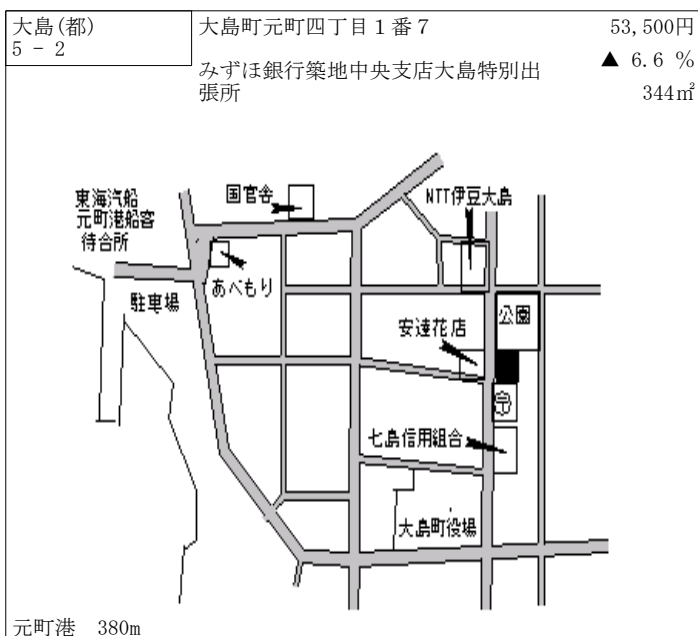 大島(都)
5 - 2
大島町元町四丁目１番７
みずほ銀行築地中央支店大島特別出
張所
53,500円
▲ 6.6 %
344㎡
東海汽船
元町港船客
待合所
国官舎
NTT伊豆大島
駐車場
あべもり
公園
安達花店
〶
七島信用組合
大島町役場
元町港　380m